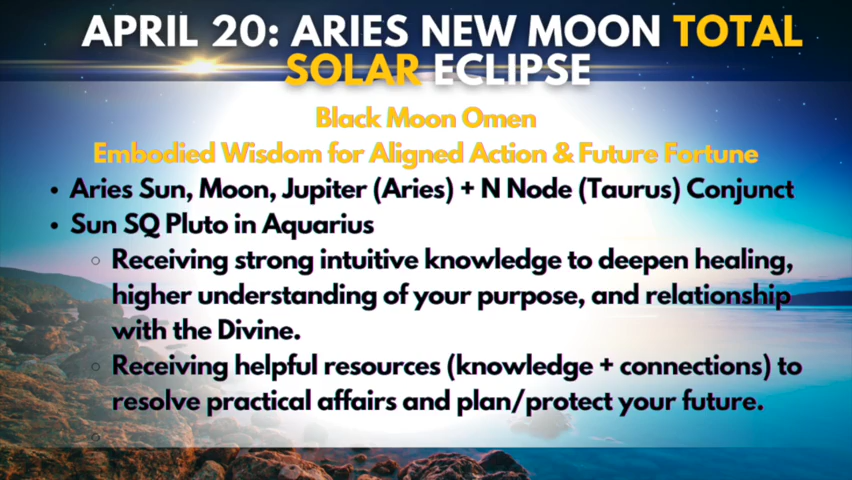 APRIL 20: ARIES NEW MOON TOTAL
SOLAR ECLIPSE
Black Moon Omen
Embodied Wisdom for Aligned Action & Future Fortune
• Aries Sun, Moon, Jupiter (Aries) + N Node (Taurus) Conjunct
• Sun SQ Pluto in Aquarius
○ Receiving strong intuitive knowledge to deepen healing,
higher understanding of your purpose, and relationship
with the Divine.
○ Receiving helpful resources (knowledge + connections) to
resolve practical affairs and plan/protect your future.